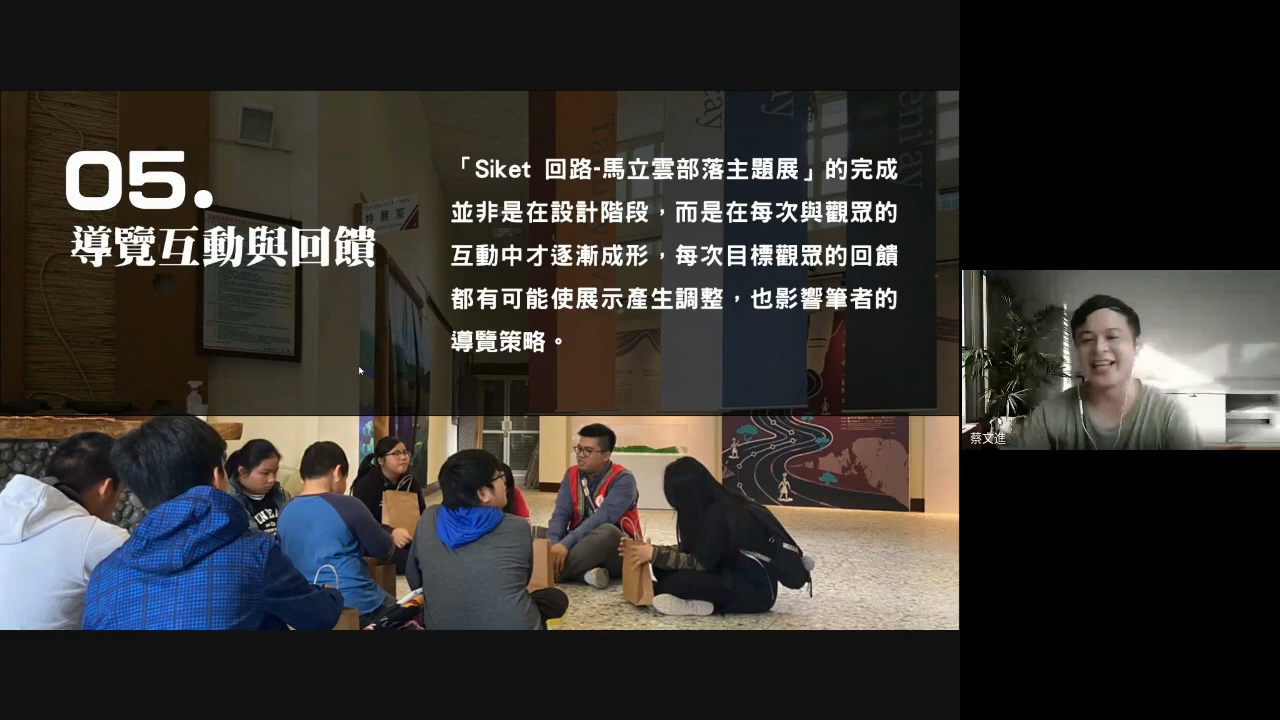 05.
導覽互動與回饋
「Siket 回路-馬立雲部落主題展」的完成
並非是在設計階段，而是在每次與觀眾的
互動中才逐漸成形，每次目標觀眾的回饋
都有可能使展示產生調整，也影響筆者的
導覽策略。
特展室
蔡文進